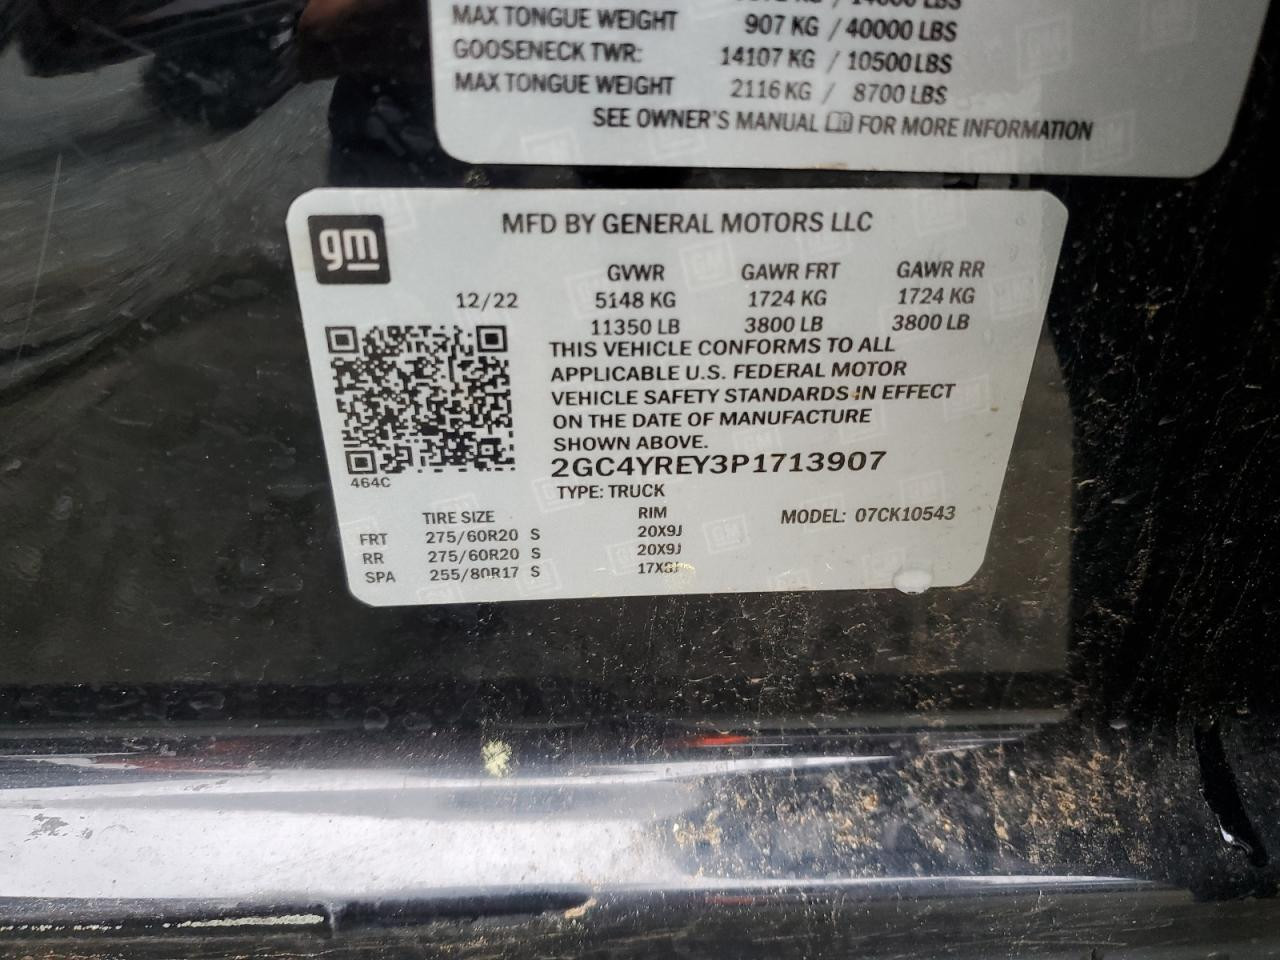 MAX TONGUE WEIGHT 907 KG / 40000 LBS
GOOSENECK TWR: 14107 KG / 10500 LBS
MAX TONGUE WEIGHT 2116 KG / 8700 LBS
SEE OWNER'S MANUAL FOR MORE INFORMATION
gm
MFD BY GENERAL MOTORS LLC
GVWR GAWR FRT GAWR RR
12/22 5148 KG 1724 KG 1724 KG
11350 LB 3800 LB 3800 LB
THIS VEHICLE CONFORMS TO ALL
APPLICABLE U.S. FEDERAL MOTOR
VEHICLE SAFETY STANDARDS IN EFFECT
ON THE DATE OF MANUFACTURE
SHOWN ABOVE.
2GC4YREY3P1713907
464C
TYPE: TRUCK
TIRE SIZE RIM MODEL: 07CK10543
FRT 275/60R20 S 20X9J
RR 275/60R20 S 20X9J
SPA 255/80R17 S